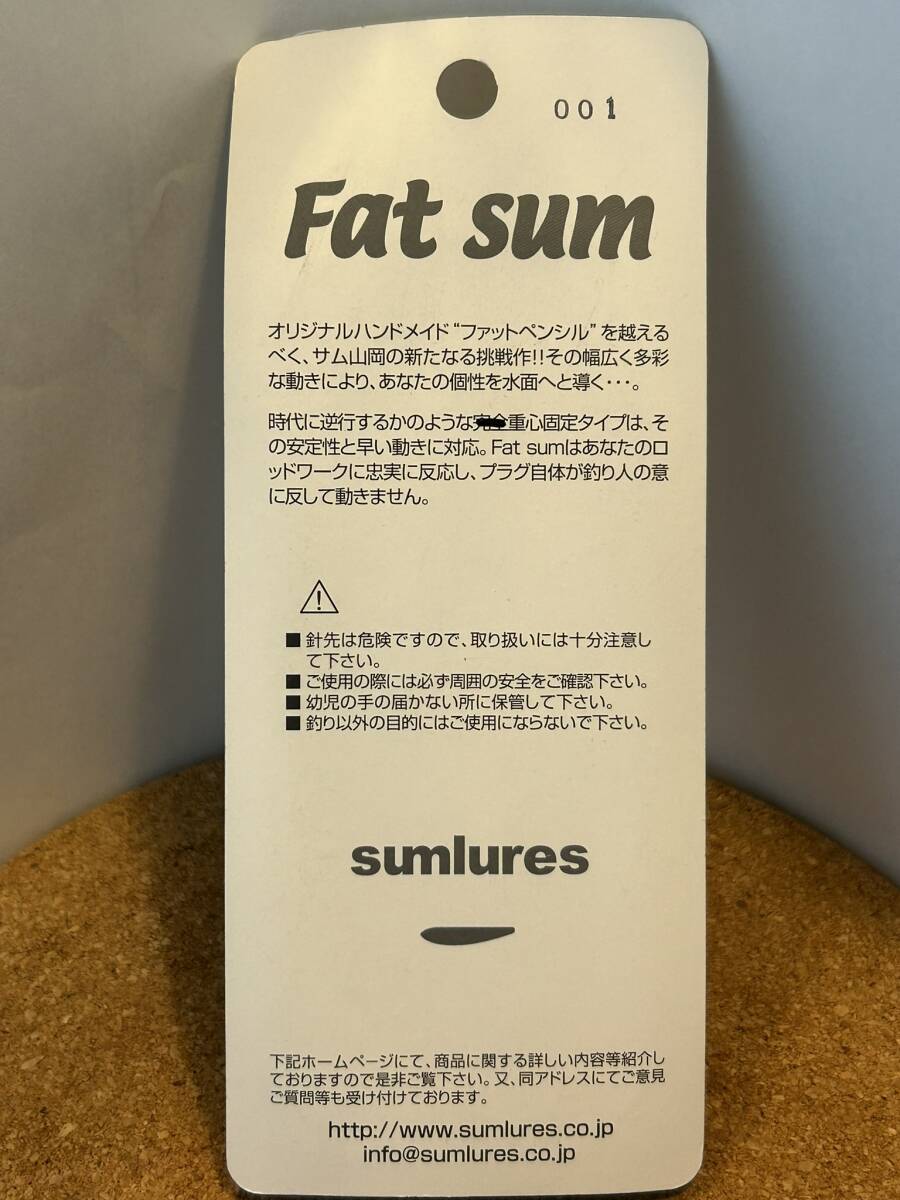 001
Fat sum
オリジナルハンドメイド“ファットペンシル”を越える
べく、サム山岡の新たなる挑戦作!!その幅広く多彩
な動きにより、あなたの個性を水面へと導く･･･。
時代に逆行するかのような完全重心固定タイプは、そ
の安定性と早い動きに対応。Fat sumはあなたのロ
ッドワークに忠実に反応し、プラグ自体が釣り人の意
に反して動きません。
■ 針先は危険ですので、取り扱いには十分注意し
て下さい。
■ ご使用の際には必ず周囲の安全をご確認下さい。
■ 幼児の手の届かない所に保管して下さい。
■ 釣り以外の目的にはご使用にならないで下さい。
sumlures
下記ホームページにて、商品に関する詳しい内容等紹介し
ておりますので是非ご覧下さい。又、同アドレスにてご意見
ご質問等も受け付けております。
http://www.sumlures.co.jp
info@sumlures.co.jp